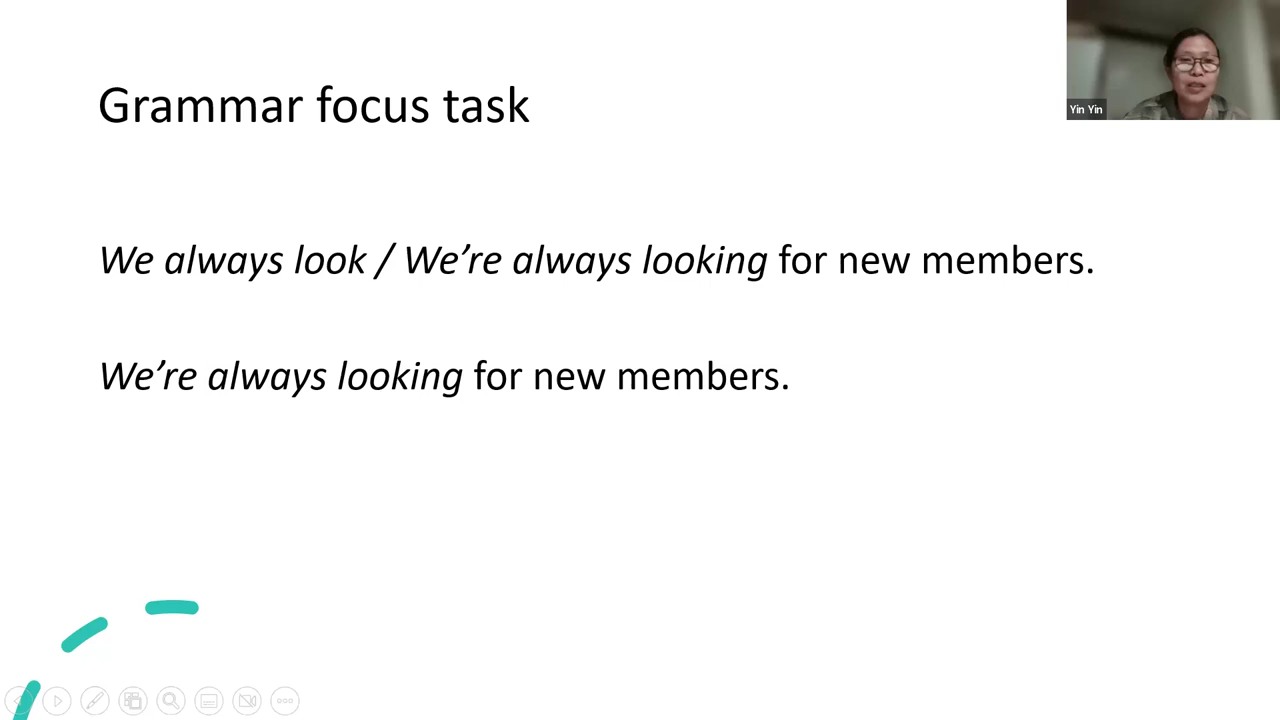 Grammar focus task
Yin Yin
We always look / We’re always looking for new members.
We’re always looking for new members.